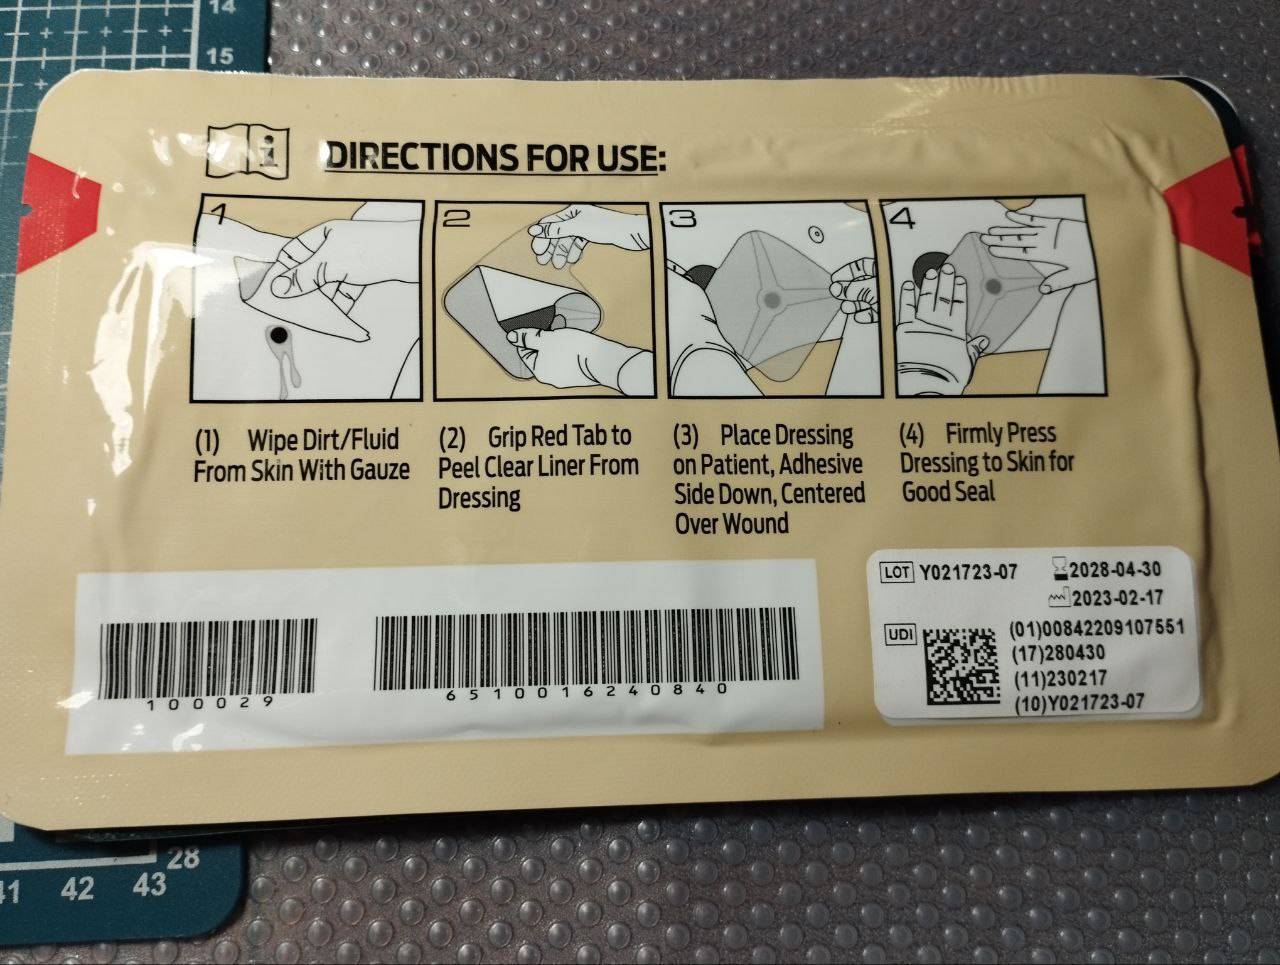 14
15
i
DIRECTIONS FOR USE:
1
2
3
4
(1) Wipe Dirt/Fluid
From Skin With Gauze
(2) Grip Red Tab to
Peel Clear Liner From
Dressing
(3) Place Dressing
on Patient, Adhesive
Side Down, Centered
Over Wound
(4) Firmly Press
Dressing to Skin for
Good Seal
100029
6510016240840
LOT Y021723-07
2028-04-30
2023-02-17
UDI
(01)00842209107551
(17)280430
(11)230217
(10)Y021723-07
28
41 42 43